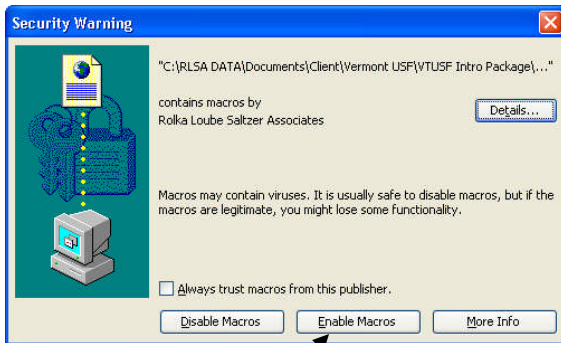 Security Warning
"C:\RLSA DATA\Documents\Client\Vermont USF\VTUSF Intro Package\..."
contains macros by
Rolka Loube Saltzer Associates
Details...
Macros may contain viruses. It is usually safe to disable macros, but if the
macros are legitimate, you might lose some functionality.
Always trust macros from this publisher.
Disable Macros
Enable Macros
More Info